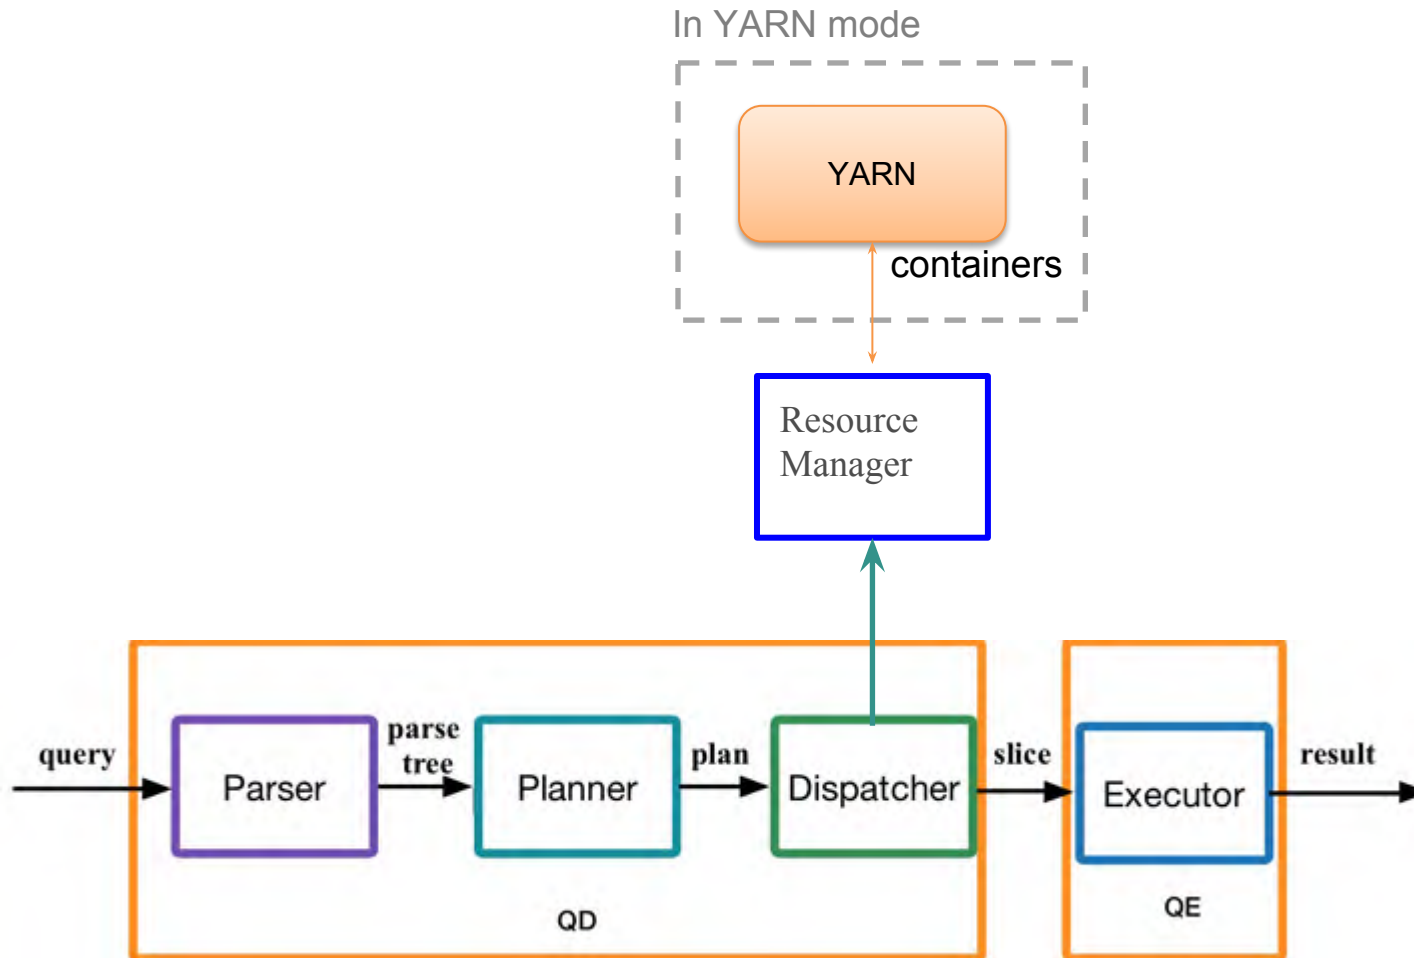 In YARN mode
YARN
containers
Resource
Manager
query
Parser
parse
tree
Planner
plan
Dispatcher
slice
Executor
result
QD
QE